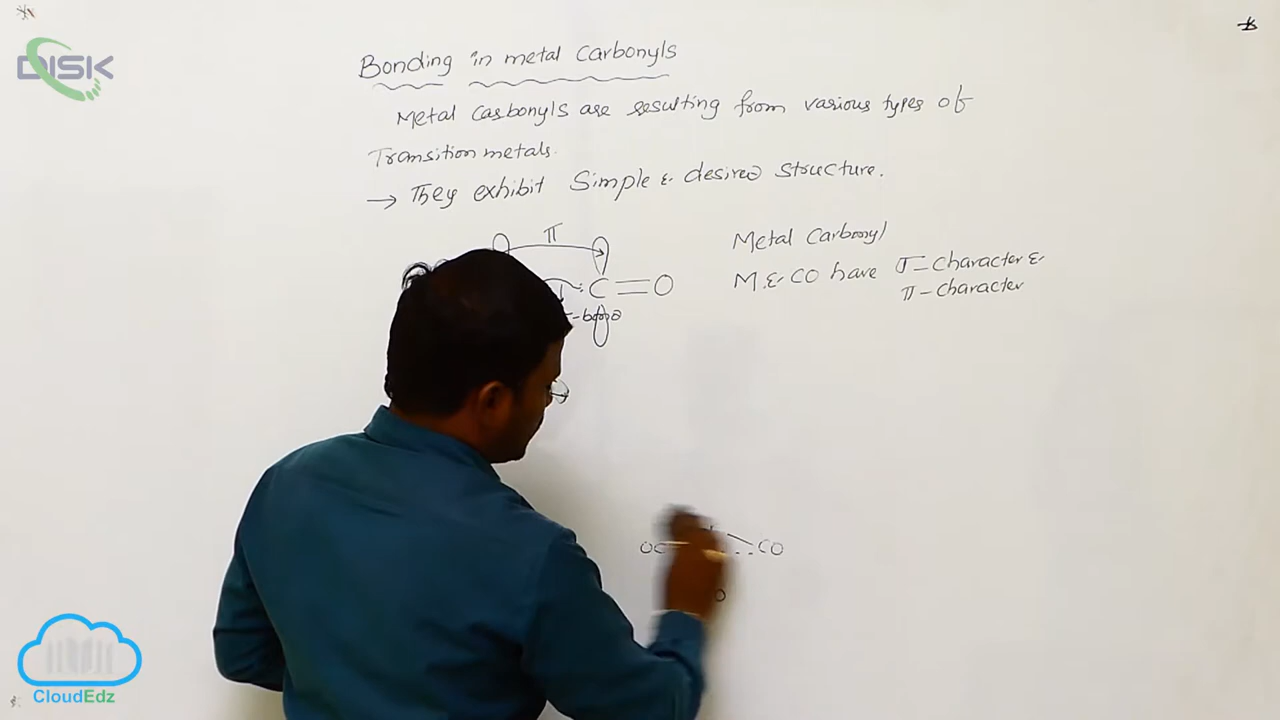 DISK
Bonding in metal Carbonyls
Metal Carbonyls are resulting from various types of
Transition metals.
→ They exhibit Simple & desired structure.
π
C=O
Metal Carbonyl
M & CO have σ-Character &
π-character
OC
CO
CloudEdz